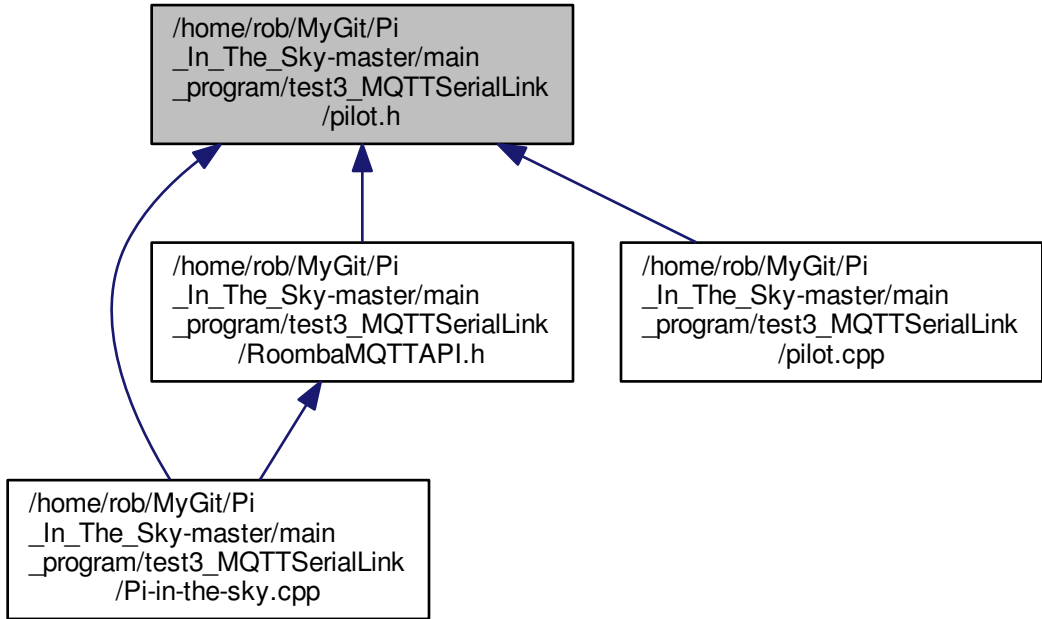 /home/rob/MyGit/Pi
_In_The_Sky-master/main
_program/test3_MQTTSerialLink
/pilot.h
/home/rob/MyGit/Pi
_In_The_Sky-master/main
_program/test3_MQTTSerialLink
/RoombaMQTTAPI.h
/home/rob/MyGit/Pi
_In_The_Sky-master/main
_program/test3_MQTTSerialLink
/pilot.cpp
/home/rob/MyGit/Pi
_In_The_Sky-master/main
_program/test3_MQTTSerialLink
/Pi-in-the-sky.cpp